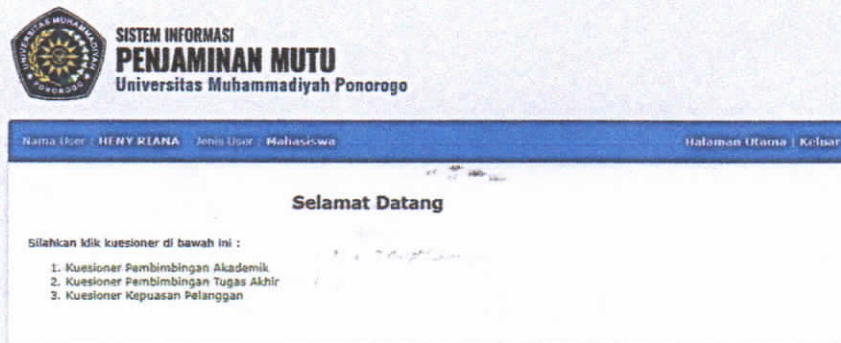 SISTEM INFORMASI
PENJAMINAN MUTU
Universitas Muhammadiyah Ponorogo
Nama User : HENY RIANA Jenis User : Mahasiswa
Halaman Utama | Keluar
Selamat Datang
Silahkan klik kuesioner di bawah ini :
1. Kuesioner Pembimbingan Akademik
2. Kuesioner Pembimbingan Tugas Akhir
3. Kuesioner Kepuasan Pelanggan